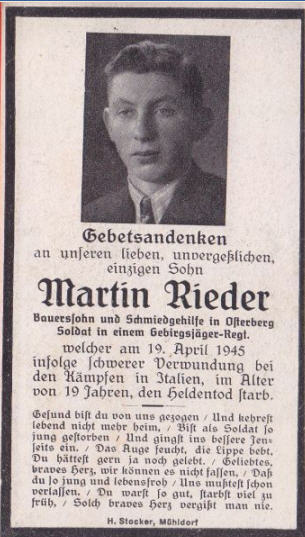 Gebetsandenken
an unseren lieben, unvergeßlichen,
einzigen Sohn
Martin Rieder
Bauerssohn und Schmiedgehilfe in Osterberg
Soldat in einem Gebirgsjäger-Regt.
welcher am 19. April 1945
infolge schwerer Verwundung bei
den Kämpfen in Italien, im Alter
von 19 Jahren, den Heldentod starb.
Gesund bist du von uns gezogen / Und kehrest
lebend nicht mehr heim, / Bist als Soldat so
jung gestorben / Und gingst ins bessere Jen-
seits ein. / Das Auge feucht, die Lippe bebt.
Du hättest gern ja noch gelebt. / Geliebtes,
braves Herz, wir können es nicht fassen, / Daß
du so jung und lebensfroh / Uns mußtest schon
verlassen. / Du warst so gut, starbst viel zu
früh, / Solch braves Herz vergißt man nie.
H. Stocker, Mühldorf